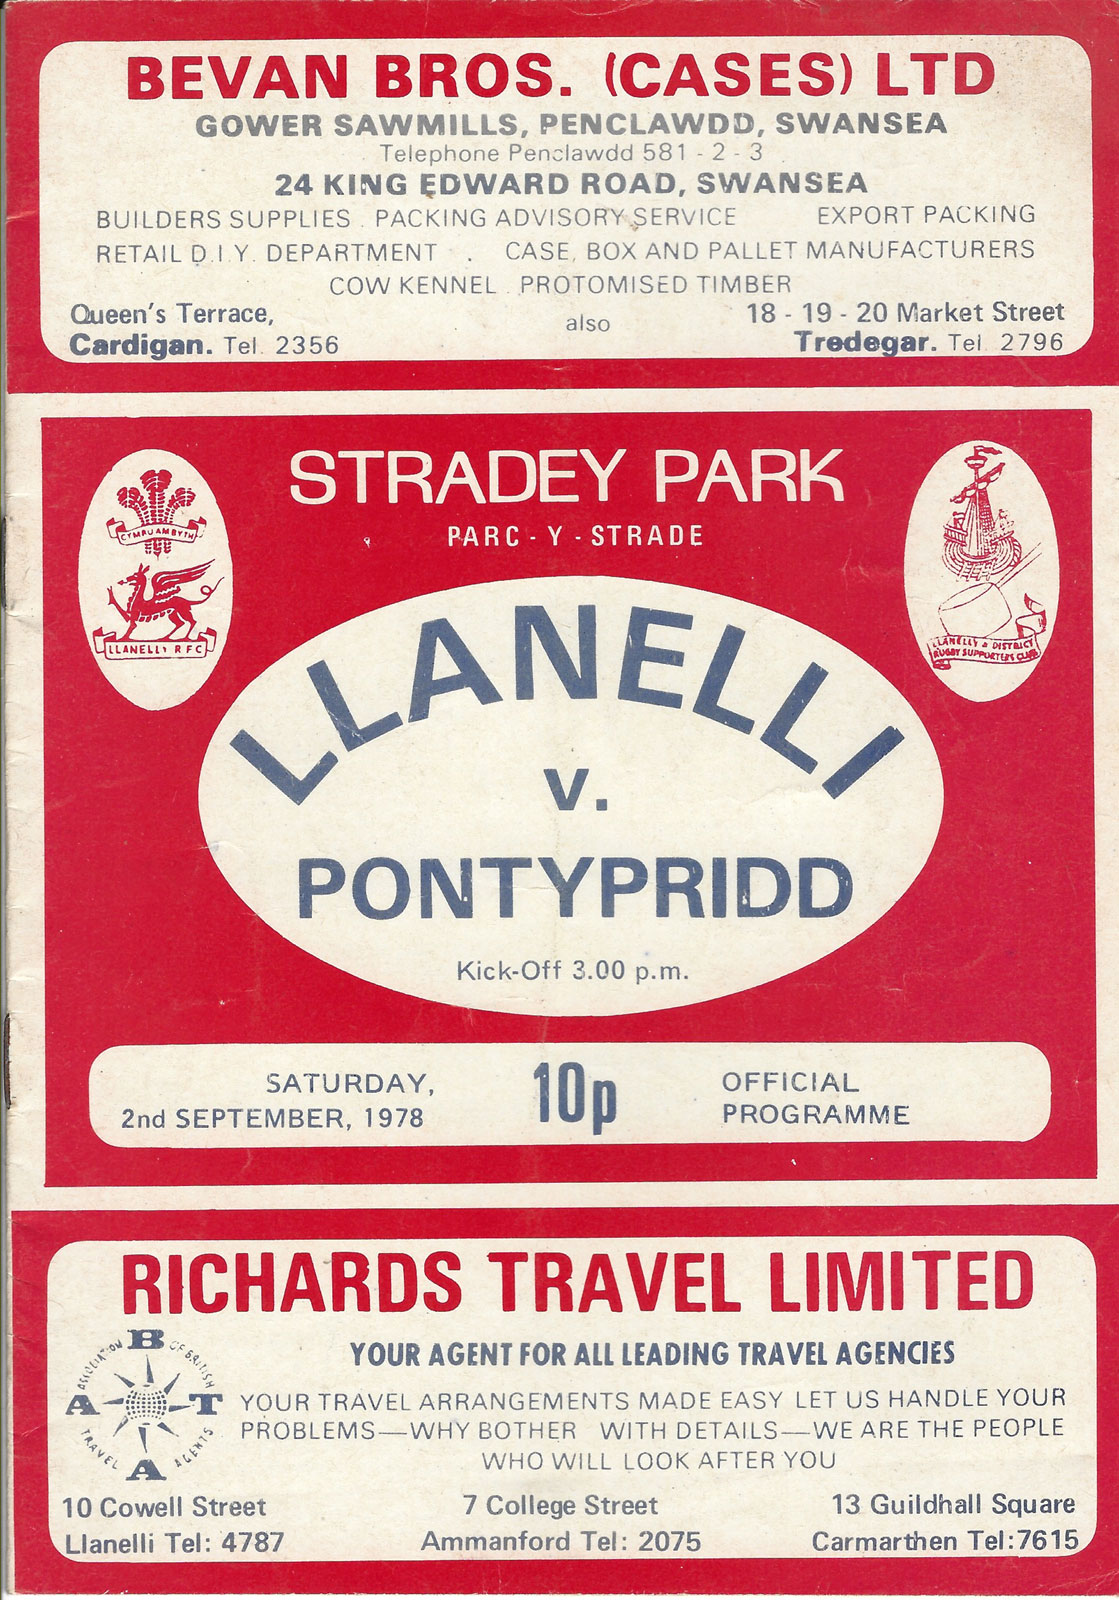 BEVAN BROS. (CASES) LTD
GOWER SAWMILLS, PENCLAWDD, SWANSEA
Telephone Penclawdd 581 - 2 - 3
24 KING EDWARD ROAD, SWANSEA
BUILDERS SUPPLIES . PACKING ADVISORY SERVICE EXPORT PACKING
RETAIL D.I.Y. DEPARTMENT . CASE, BOX AND PALLET MANUFACTURERS
COW KENNEL . PROTOMISED TIMBER
Queen's Terrace,
Cardigan. Tel. 2356
also
18 - 19 - 20 Market Street
Tredegar. Tel 2796
STRADEY PARK
PARC - Y - STRADE
CYMRU AM BYTH
LLANELLY RFC
LLANELLY & DISTRICT
RUGBY SUPPORTERS CLUB
LLANELLI
v.
PONTYPRIDD
Kick-Off 3.00 p.m.
SATURDAY,
2nd SEPTEMBER, 1978
10p
OFFICIAL
PROGRAMME
RICHARDS TRAVEL LIMITED
ASSOCIATION OF BRITISH
TRAVEL AGENTS
A B T A
YOUR AGENT FOR ALL LEADING TRAVEL AGENCIES
YOUR TRAVEL ARRANGEMENTS MADE EASY LET US HANDLE YOUR
PROBLEMS—WHY BOTHER WITH DETAILS—WE ARE THE PEOPLE
WHO WILL LOOK AFTER YOU
10 Cowell Street
Llanelli Tel: 4787
7 College Street
Ammanford Tel: 2075
13 Guildhall Square
Carmarthen Tel:7615